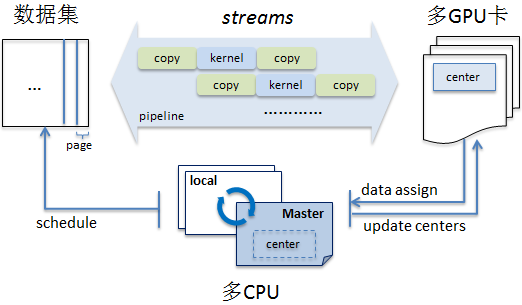 数据集
streams
多GPU卡
copy kernel copy
copy kernel copy
…
…………
pipeline
page
center
local
Master
center
schedule
data assign
update centers
多CPU